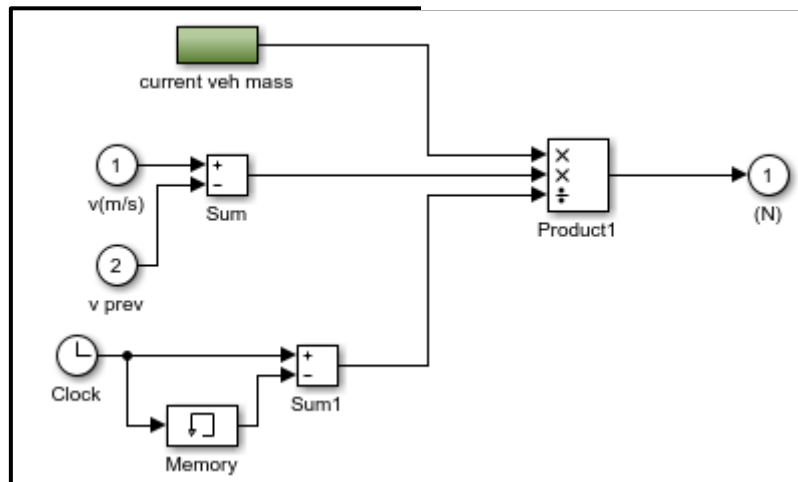 current veh mass
1
+
−
v(m/s)
Sum
2
v prev
×
×
÷
Product1
1
(N)
Clock
+
−
Sum1
Memory